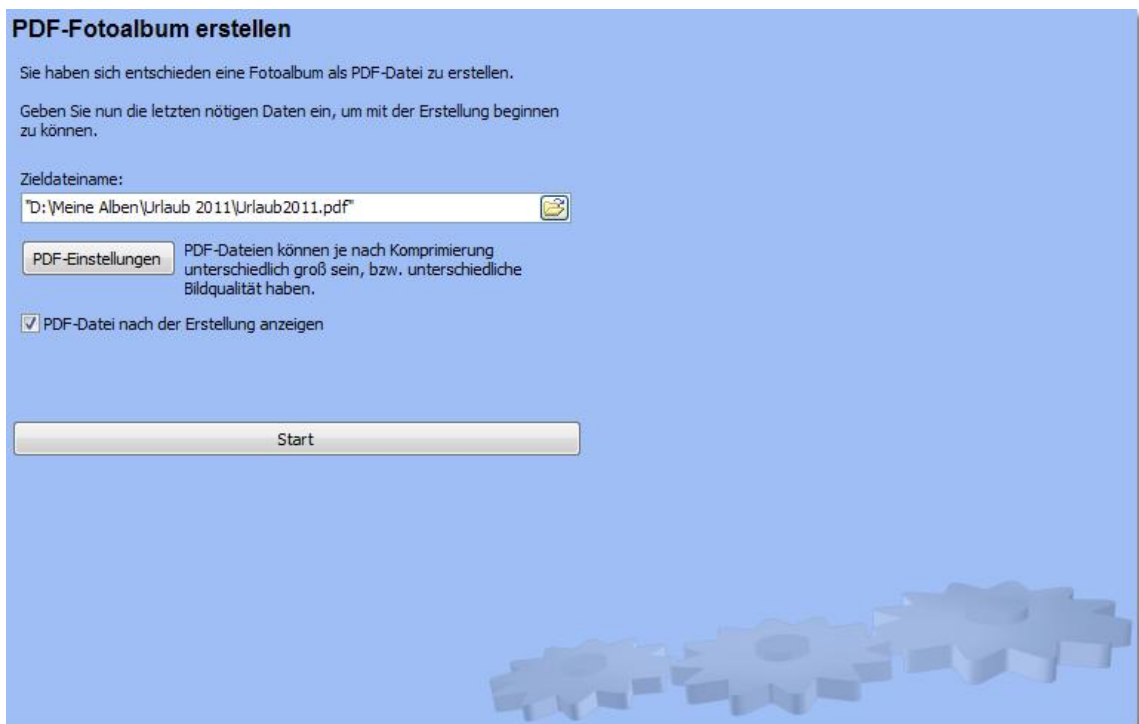 PDF-Fotoalbum erstellen
Sie haben sich entschieden eine Fotoalbum als PDF-Datei zu erstellen.
Geben Sie nun die letzten nötigen Daten ein, um mit der Erstellung beginnen
zu können.
Zieldateiname:
"D:\Meine Alben\Urlaub 2011\Urlaub2011.pdf"
PDF-Einstellungen
PDF-Dateien können je nach Komprimierung
unterschiedlich groß sein, bzw. unterschiedliche
Bildqualität haben.
PDF-Datei nach der Erstellung anzeigen
Start